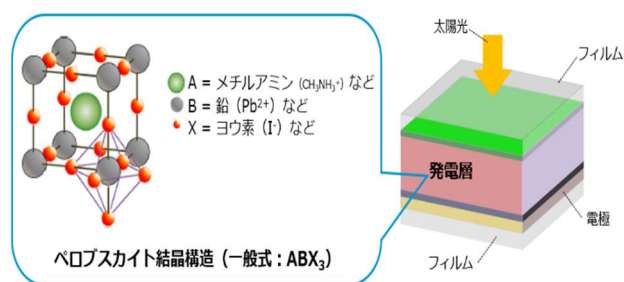 A = メチルアミン (CH₃NH₃⁺) など
B = 鉛 (Pb²⁺) など
X = ヨウ素 (I⁻) など
ペロブスカイト結晶構造（一般式：ABX₃）
太陽光
フィルム
発電層
電極
フィルム